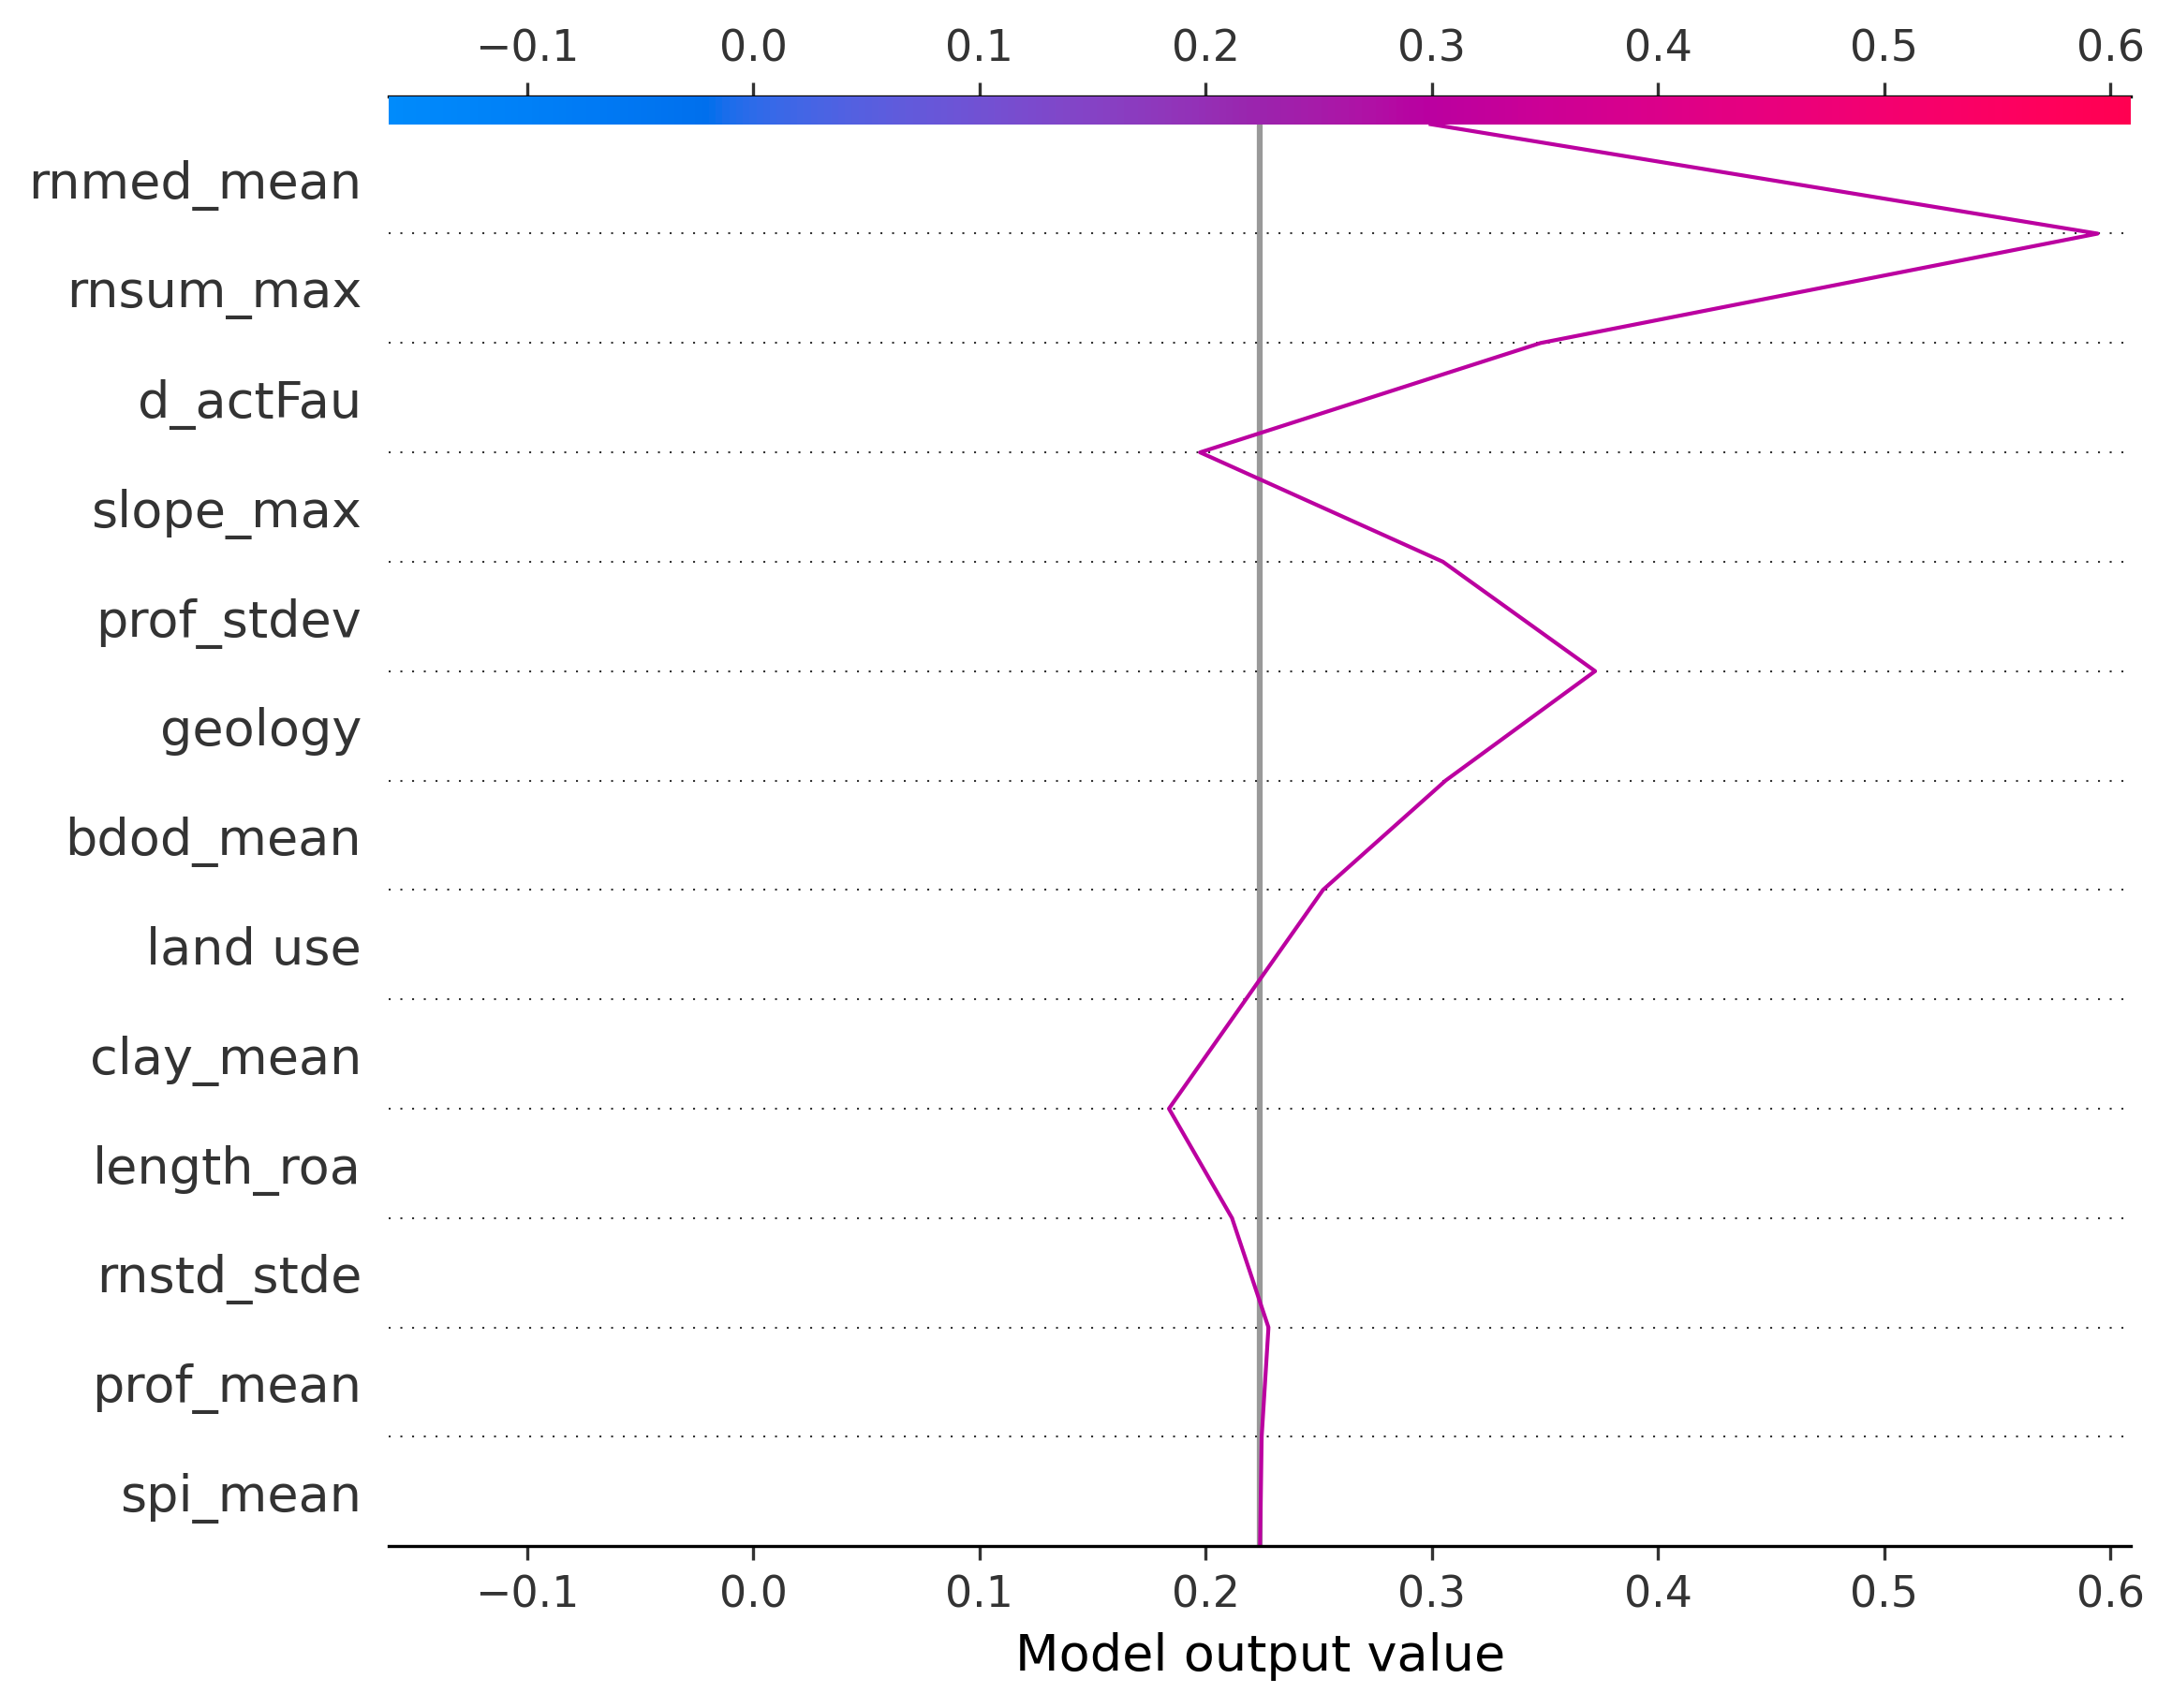 −0.1 0.0 0.1 0.2 0.3 0.4 0.5 0.6
rnmed_mean
rnsum_max
d_actFau
slope_max
prof_stdev
geology
bdod_mean
land use
clay_mean
length_roa
rnstd_stde
prof_mean
spi_mean
−0.1 0.0 0.1 0.2 0.3 0.4 0.5 0.6
Model output value